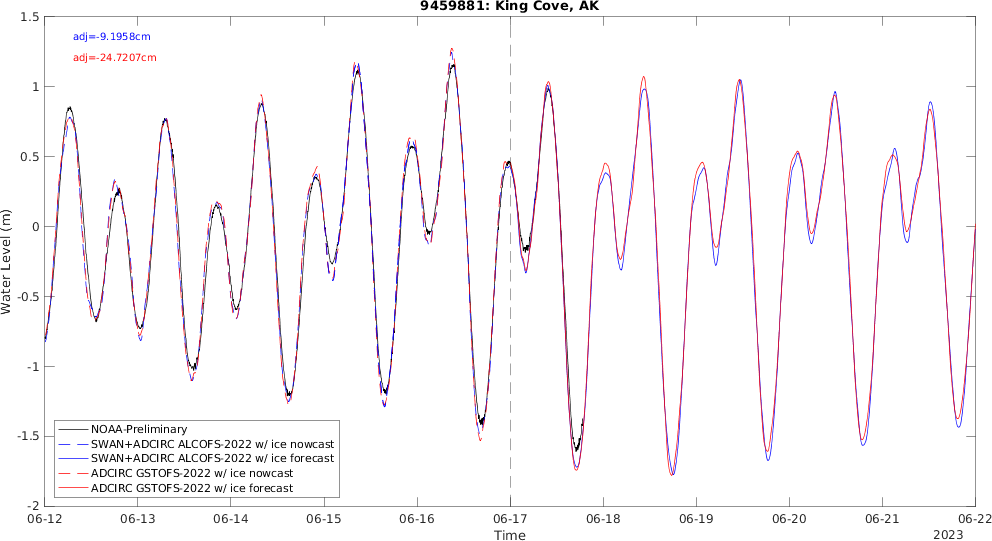 9459881: King Cove, AK
adj=-9.1958cm
adj=-24.7207cm
Water Level (m)
1.5
1
0.5
0
-0.5
-1
-1.5
-2
NOAA-Preliminary
SWAN+ADCIRC ALCOFS-2022 w/ ice nowcast
SWAN+ADCIRC ALCOFS-2022 w/ ice forecast
ADCIRC GSTOFS-2022 w/ ice nowcast
ADCIRC GSTOFS-2022 w/ ice forecast
06-12 06-13 06-14 06-15 06-16 06-17 06-18 06-19 06-20 06-21 06-22
Time
2023